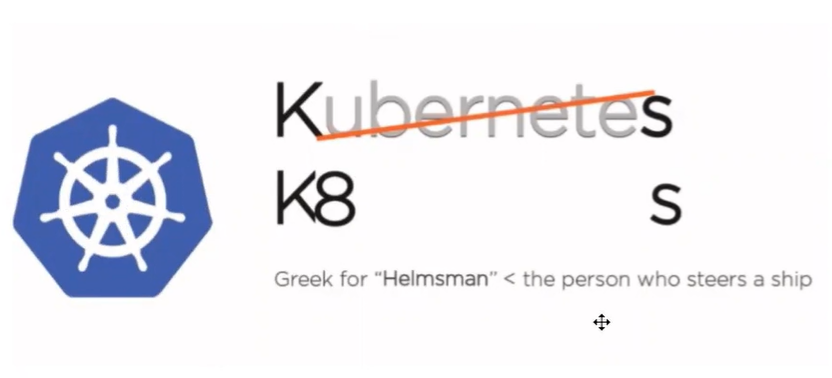 Kubernetes
K8 s
Greek for “Helmsman” < the person who steers a ship